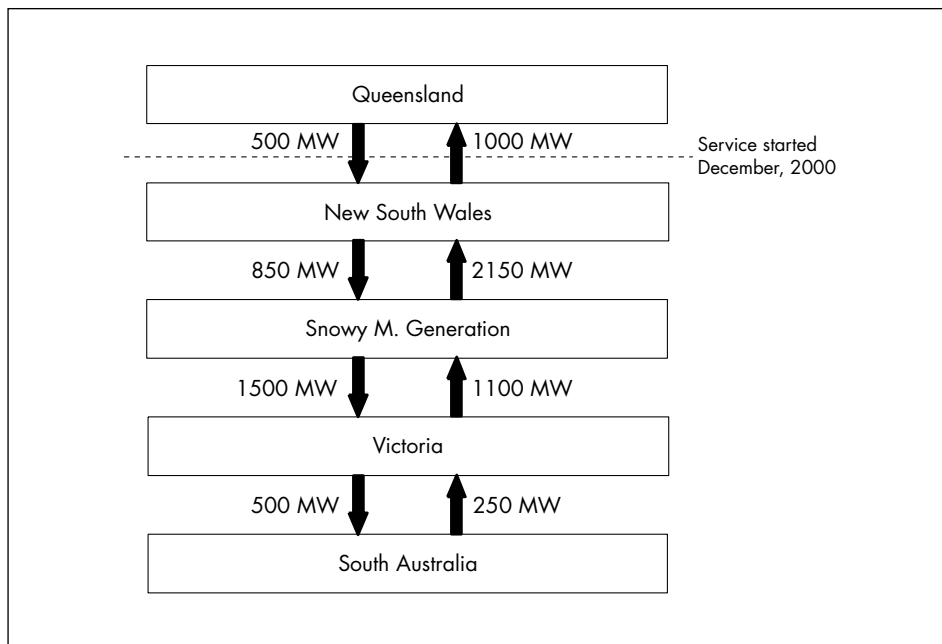 Queensland
500 MW
1000 MW
Service started
December, 2000
New South Wales
850 MW
2150 MW
Snowy M. Generation
1500 MW
1100 MW
Victoria
500 MW
250 MW
South Australia